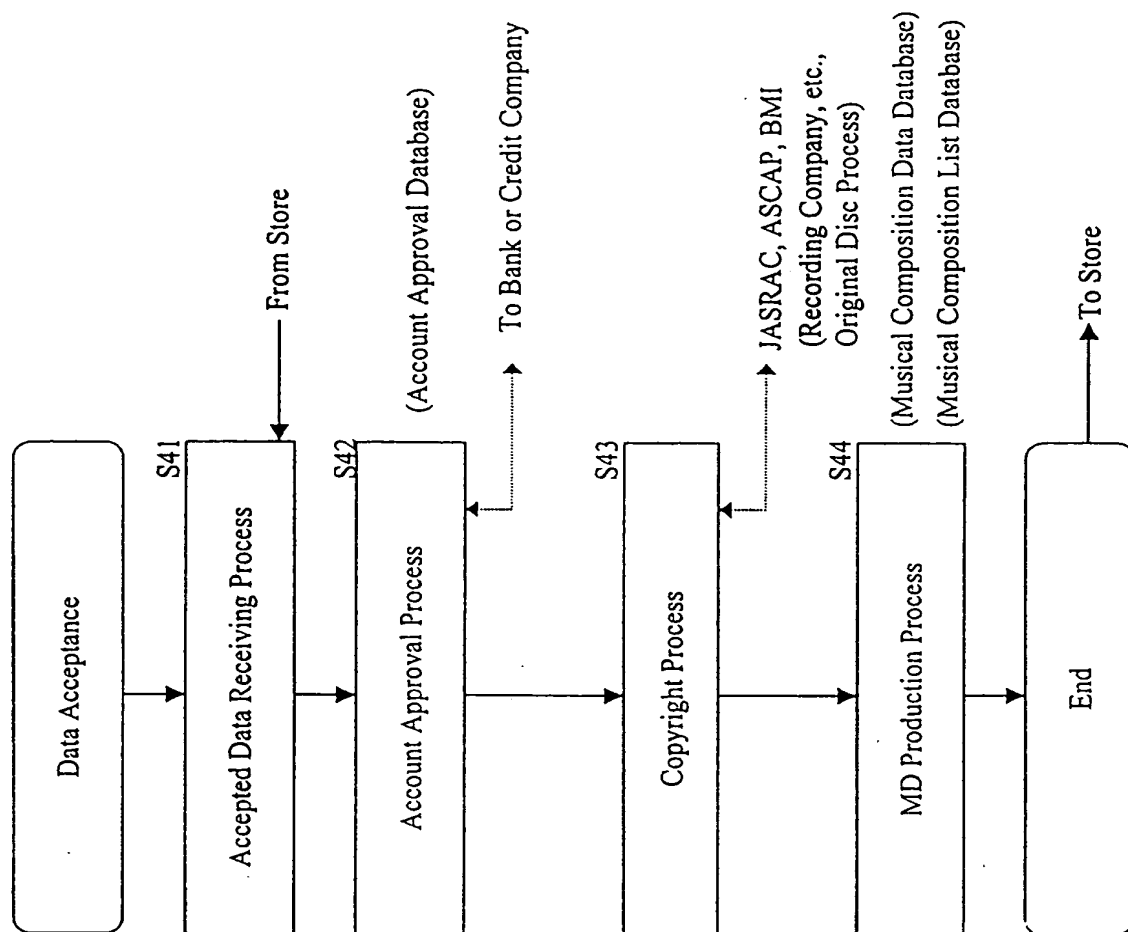 Data Acceptance
S41
Accepted Data Receiving Process
From Store
S42
Account Approval Process
(Account Approval Database)
To Bank or Credit Company
S43
Copyright Process
JASRAC, ASCAP, BMI
(Recording Company, etc.,
Original Disc Process)
S44
MD Production Process
(Musical Composition Data Database)
(Musical Composition List Database)
End
To Store